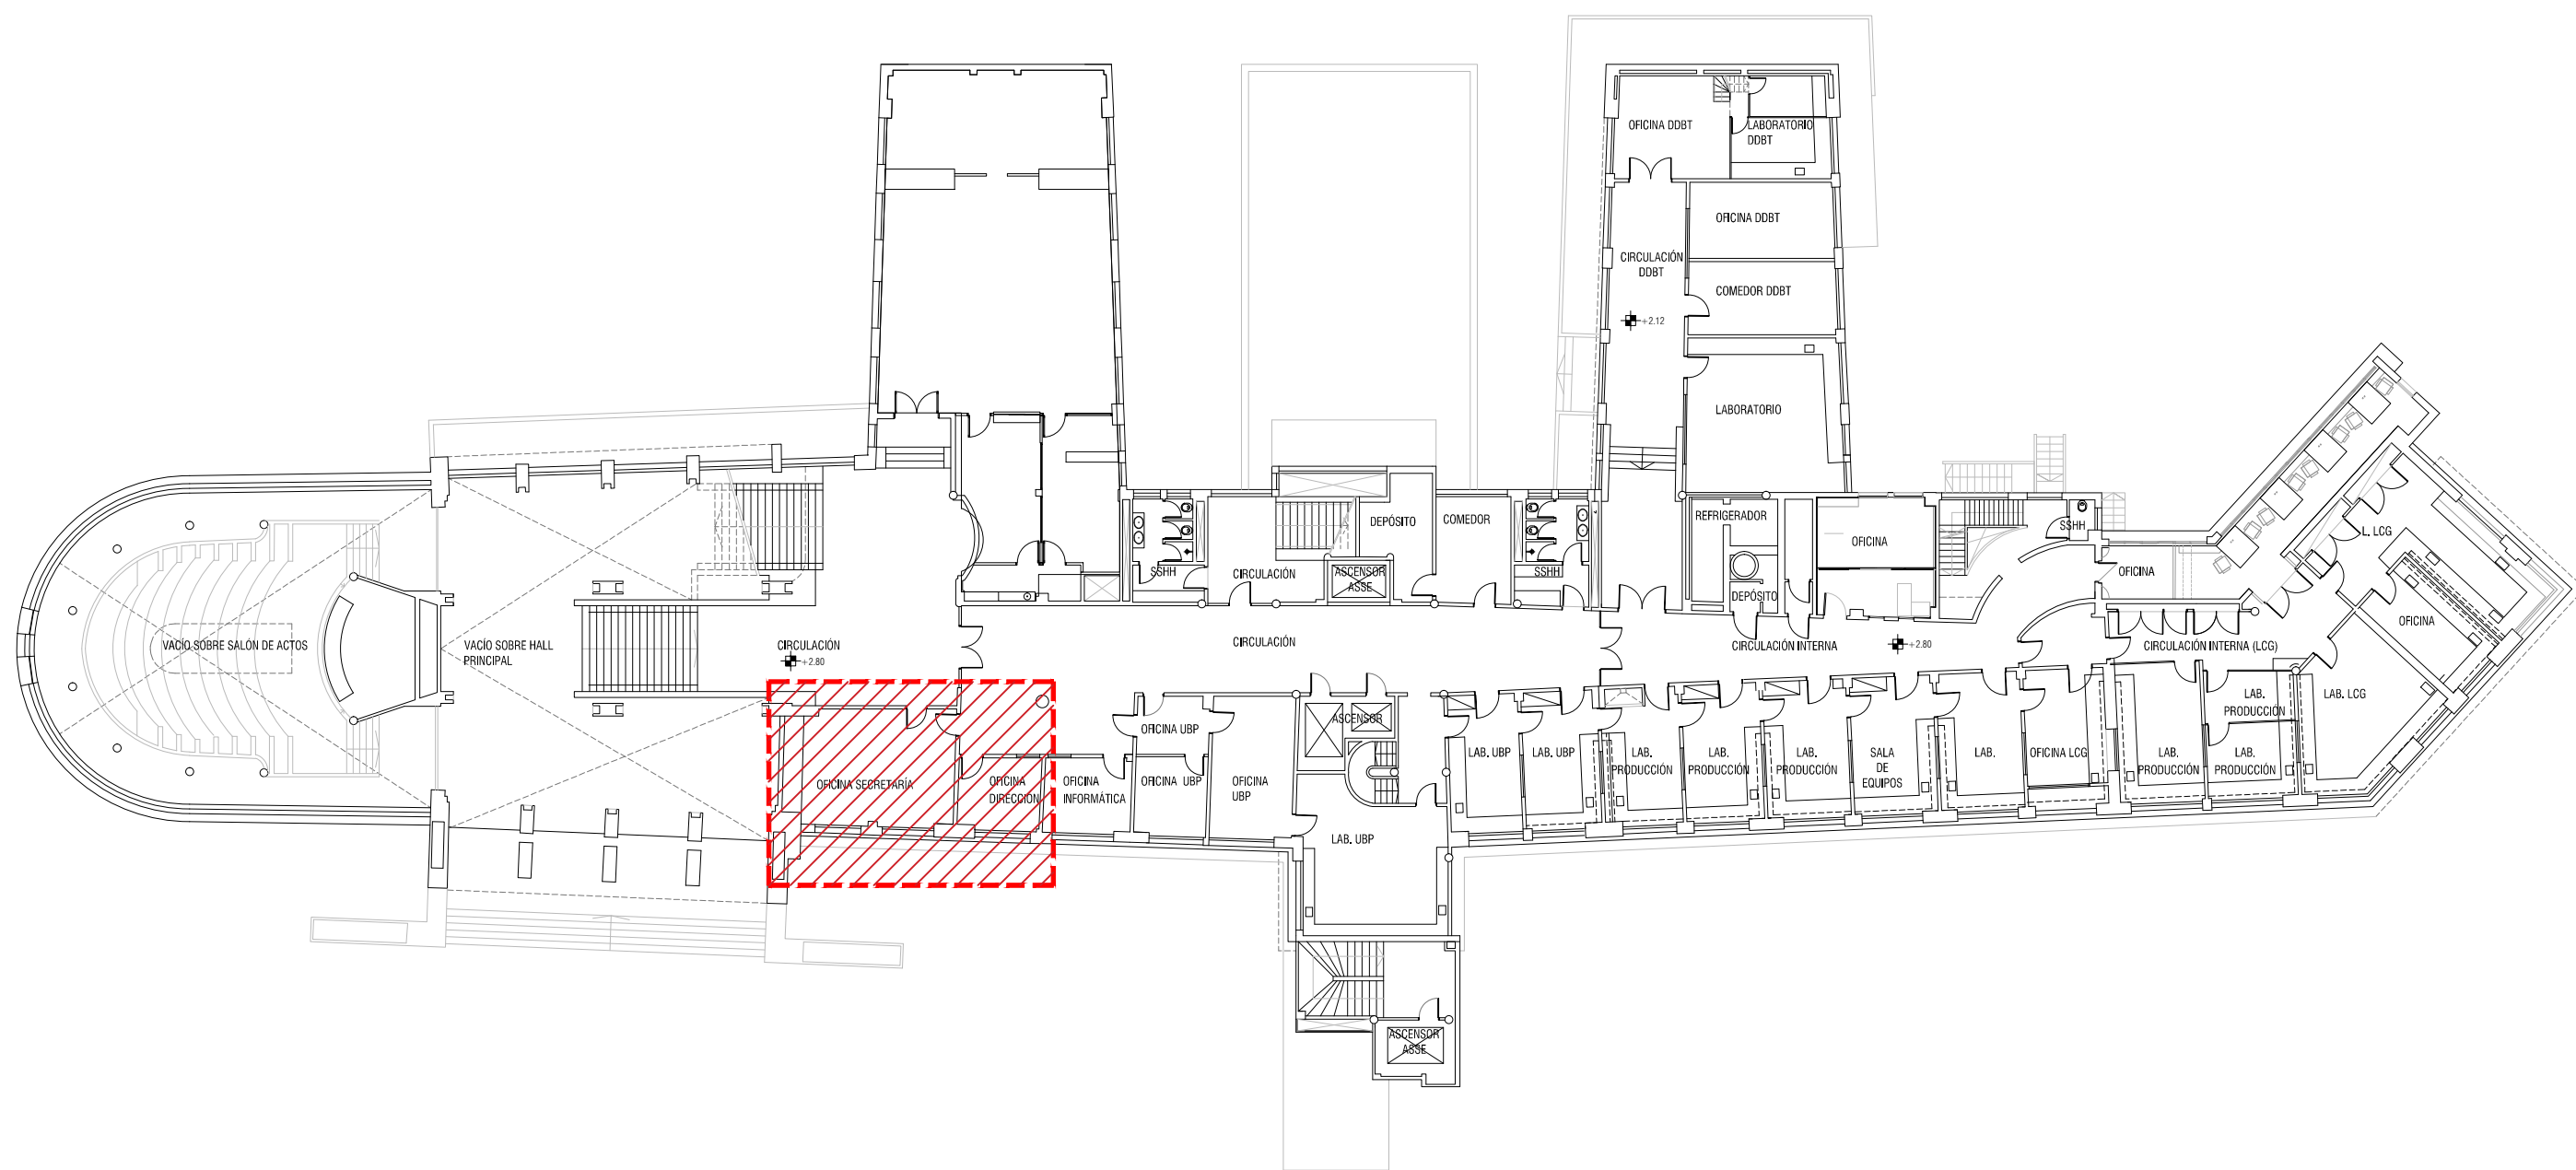 OFICINA DDBT
LABORATORIO
DDBT
OFICINA DDBT
CIRCULACIÓN
DDBT
COMEDOR DDBT
+2.12
LABORATORIO
DEPÓSITO
COMEDOR
REFRIGERADOR
OFICINA
SSHH
L. LCG
SSHH
CIRCULACIÓN
ASCENSOR
ASSE
SSHH
DEPÓSITO
OFICINA
OFICINA
VACÍO SOBRE SALÓN DE ACTOS
VACÍO SOBRE HALL
PRINCIPAL
CIRCULACIÓN
+2.80
CIRCULACIÓN
CIRCULACIÓN INTERNA
+2.80
CIRCULACIÓN INTERNA (LCG)
OFICINA SECRETARÍA
OFICINA
DIRECCIÓN
OFICINA
INFORMÁTICA
OFICINA UBP
OFICINA UBP
OFICINA
UBP
ASCENSOR
LAB. UBP
LAB. UBP
LAB. UBP
LAB.
PRODUCCIÓN
LAB.
PRODUCCIÓN
LAB.
PRODUCCIÓN
SALA
DE
EQUIPOS
LAB.
OFICINA LCG
LAB.
PRODUCCIÓN
LAB.
PRODUCCIÓN
LAB.
PRODUCCIÓN
LAB. LCG
ASCENSOR
ASSE